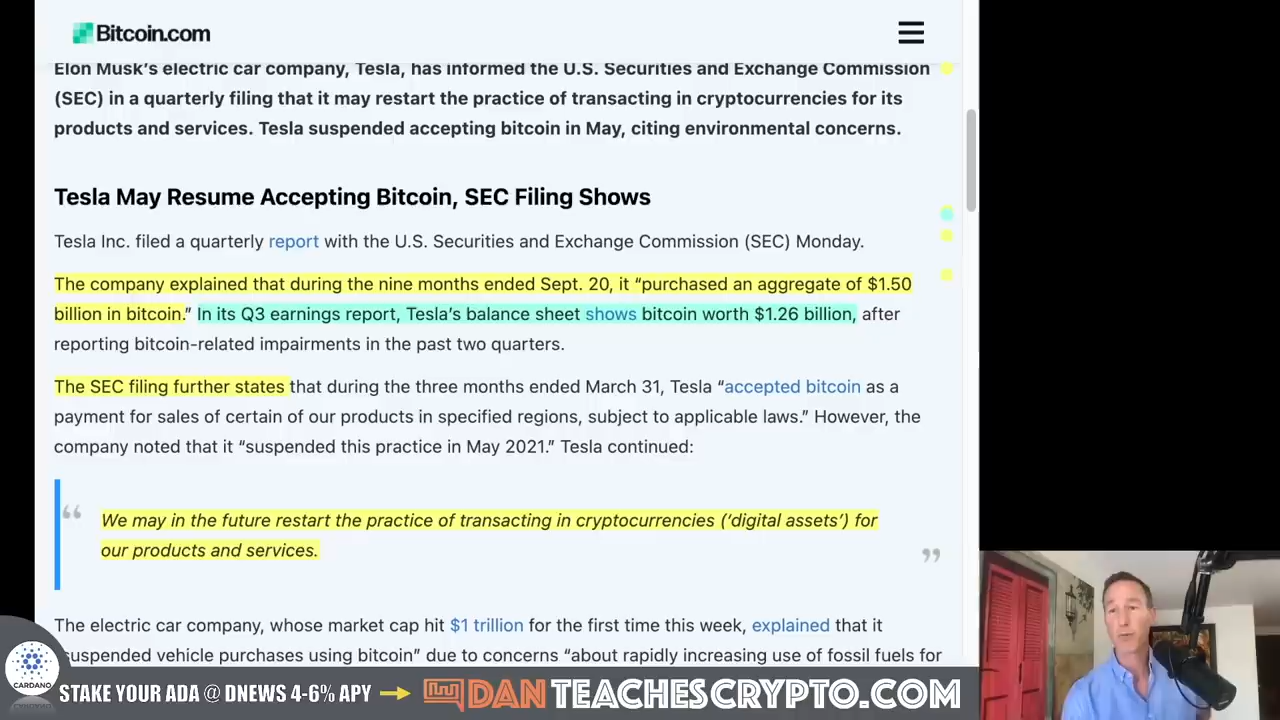 Bitcoin.com
Elon Musk's electric car company, Tesla, has informed the U.S. Securities and Exchange Commission
(SEC) in a quarterly filing that it may restart the practice of transacting in cryptocurrencies for its
products and services. Tesla suspended accepting bitcoin in May, citing environmental concerns.
Tesla May Resume Accepting Bitcoin, SEC Filing Shows
Tesla Inc. filed a quarterly report with the U.S. Securities and Exchange Commission (SEC) Monday.
The company explained that during the nine months ended Sept. 20, it “purchased an aggregate of $1.50
billion in bitcoin.” In its Q3 earnings report, Tesla’s balance sheet shows bitcoin worth $1.26 billion, after
reporting bitcoin-related impairments in the past two quarters.
The SEC filing further states that during the three months ended March 31, Tesla “accepted bitcoin as a
payment for sales of certain of our products in specified regions, subject to applicable laws.” However, the
company noted that it “suspended this practice in May 2021.” Tesla continued:
“ We may in the future restart the practice of transacting in cryptocurrencies (‘digital assets’) for
our products and services. ”
The electric car company, whose market cap hit $1 trillion for the first time this week, explained that it
suspended vehicle purchases using bitcoin” due to concerns “about rapidly increasing use of fossil fuels for
CARDANO
STAKE YOUR ADA @ DNEWS 4-6% APY → DANTEACHESCRYPTO.COM